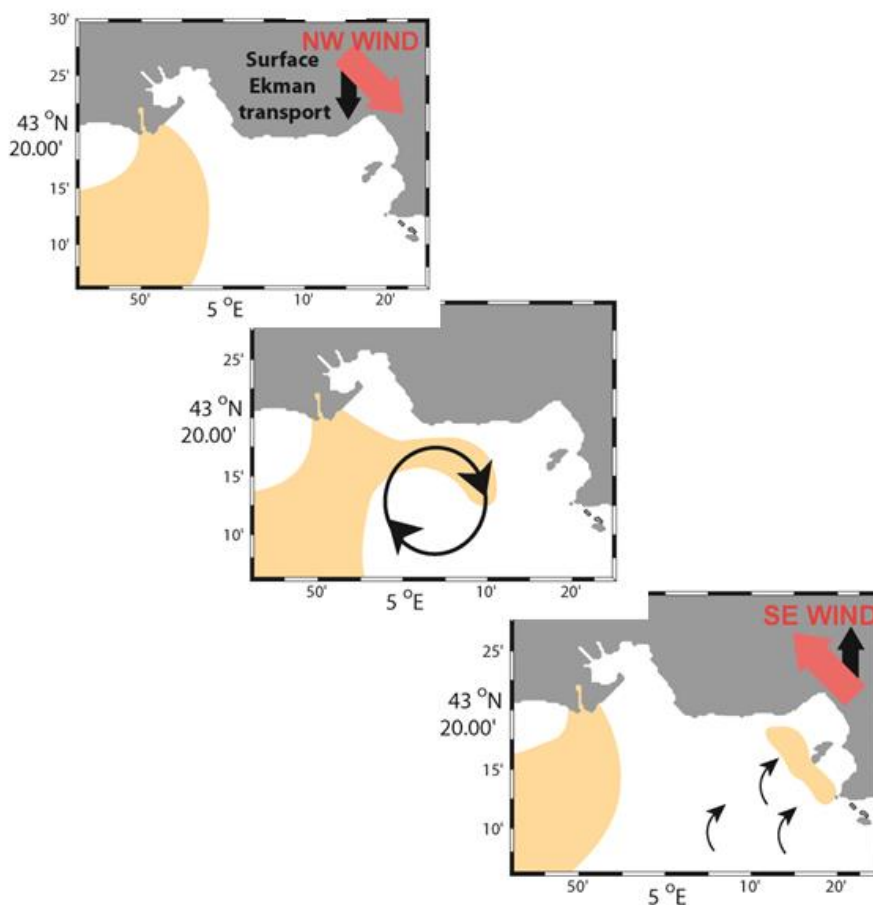 30'
NW WIND
Surface
Ekman
transport
25'
43 °N
20.00'
15'
10'
50'
5 °E
10'
20'
25'
43 °N
20.00'
15'
10'
50'
5 °E
10'
20'
SE WIND
25'
43 °N
20.00'
15'
10'
50'
5 °E
10'
20'